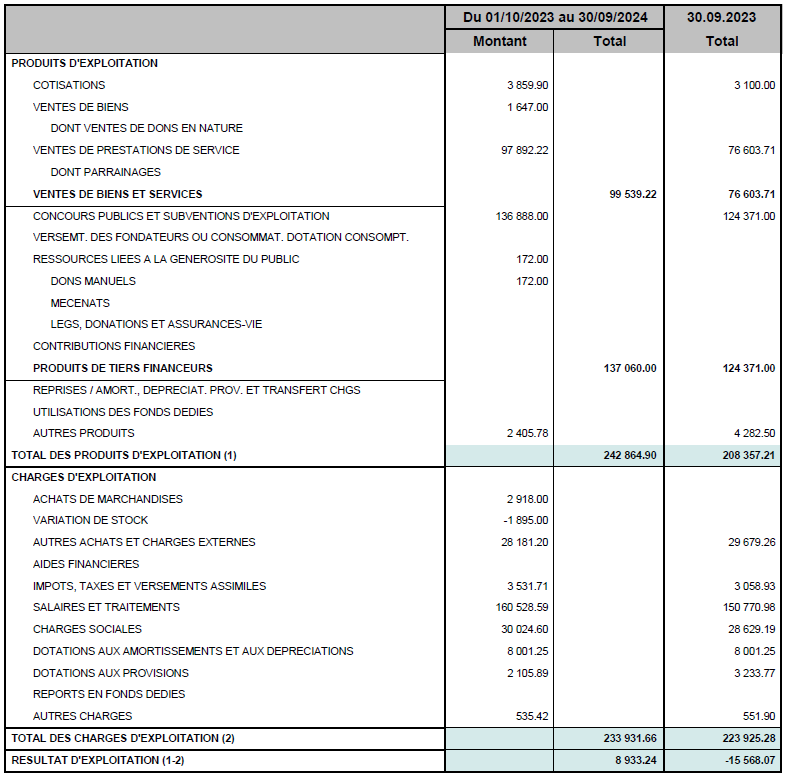 Du 01/10/2023 au 30/09/2024 30.09.2023
Montant Total Total
PRODUITS D'EXPLOITATION
COTISATIONS 3 859.90 3 100.00
VENTES DE BIENS 1 647.00
DONT VENTES DE DONS EN NATURE
VENTES DE PRESTATIONS DE SERVICE 97 892.22 76 603.71
DONT PARRAINAGES
VENTES DE BIENS ET SERVICES 99 539.22 76 603.71
CONCOURS PUBLICS ET SUBVENTIONS D'EXPLOITATION 136 888.00 124 371.00
VERSEMT. DES FONDATEURS OU CONSOMMAT. DOTATION CONSOMPT.
RESSOURCES LIEES A LA GENEROSITE DU PUBLIC 172.00
DONS MANUELS 172.00
MECENATS
LEGS, DONATIONS ET ASSURANCES-VIE
CONTRIBUTIONS FINANCIERES
PRODUITS DE TIERS FINANCEURS 137 060.00 124 371.00
REPRISES / AMORT., DEPRECIAT. PROV. ET TRANSFERT CHGS
UTILISATIONS DES FONDS DEDIES
AUTRES PRODUITS 2 405.78 4 282.50
TOTAL DES PRODUITS D'EXPLOITATION (1) 242 864.90 208 357.21
CHARGES D'EXPLOITATION
ACHATS DE MARCHANDISES 2 918.00
VARIATION DE STOCK -1 895.00
AUTRES ACHATS ET CHARGES EXTERNES 28 181.20 29 679.26
AIDES FINANCIERES
IMPOTS, TAXES ET VERSEMENTS ASSIMILES 3 531.71 3 058.93
SALAIRES ET TRAITEMENTS 160 528.59 150 770.98
CHARGES SOCIALES 30 024.60 28 629.19
DOTATIONS AUX AMORTISSEMENTS ET AUX DEPRECIATIONS 8 001.25 8 001.25
DOTATIONS AUX PROVISIONS 2 105.89 3 233.77
REPORTS EN FONDS DEDIES
AUTRES CHARGES 535.42 551.90
TOTAL DES CHARGES D'EXPLOITATION (2) 233 931.66 223 925.28
RESULTAT D'EXPLOITATION (1-2) 8 933.24 -15 568.07